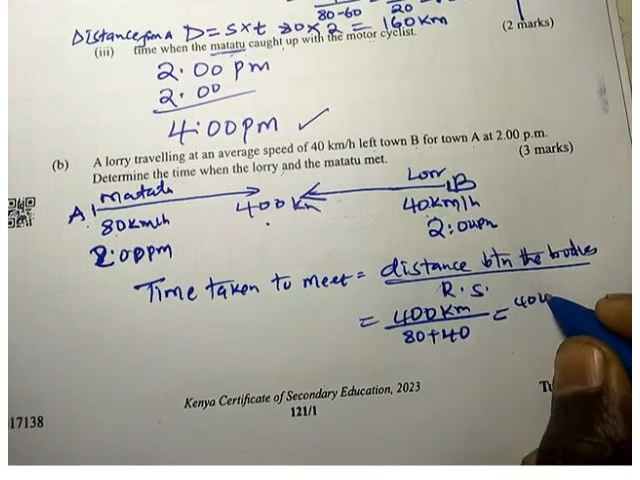 80-60 20
Distance from A D= S×t 80×2 = 160Km
(iii) time when the matatu caught up with the motor cyclist. (2 marks)
2.00 pm
2.00
4:00pm ✓
(b) A lorry travelling at an average speed of 40 km/h left town B for town A at 2.00 p.m.
Determine the time when the lorry and the matatu met. (3 marks)
Matatu Lorry
A 400 Km B
80Km/h 40Km/h
2:00pm 2:00pm
Time taken to meet = distance btn the bodies
R.S.
= 400Km =
80+40
Kenya Certificate of Secondary Education, 2023
121/1
17138